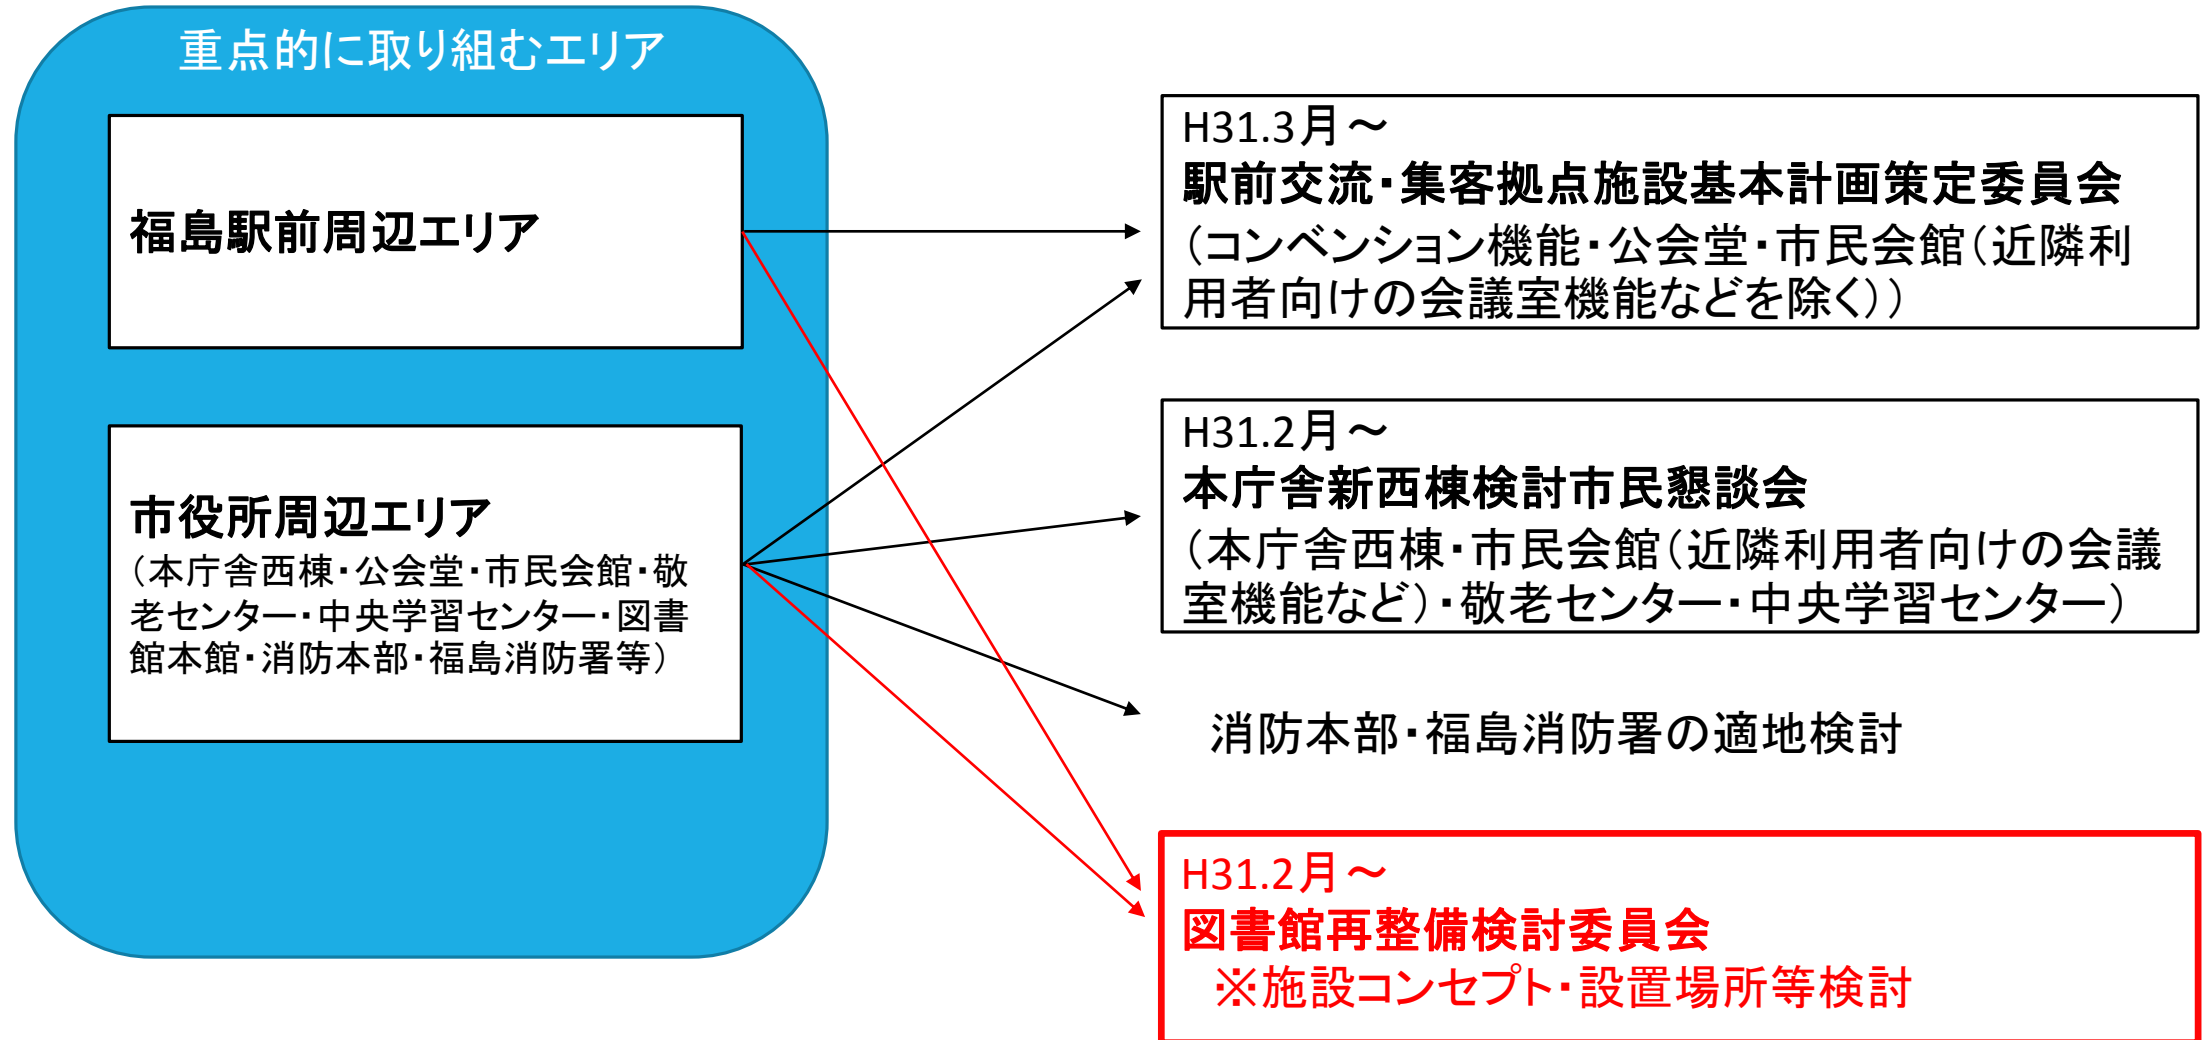 重点的に取り組むエリア
福島駅前周辺エリア
市役所周辺エリア
（本庁舎西棟・公会堂・市民会館・敬
老センター・中央学習センター・図書
館本館・消防本部・福島消防署等）
H31.3月～
駅前交流・集客拠点施設基本計画策定委員会
（コンベンション機能・公会堂・市民会館（近隣利
用者向けの会議室機能などを除く））
H31.2月～
本庁舎新西棟検討市民懇談会
（本庁舎西棟・市民会館（近隣利用者向けの会議
室機能など）・敬老センター・中央学習センター）
消防本部・福島消防署の適地検討
H31.2月～
図書館再整備検討委員会
※施設コンセプト・設置場所等検討